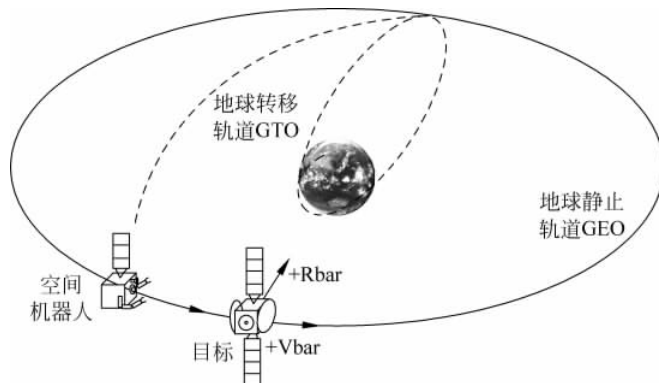 地球转移
轨道GTO
地球静止
轨道GEO
空间
机器人
+Rbar
目标
+Vbar